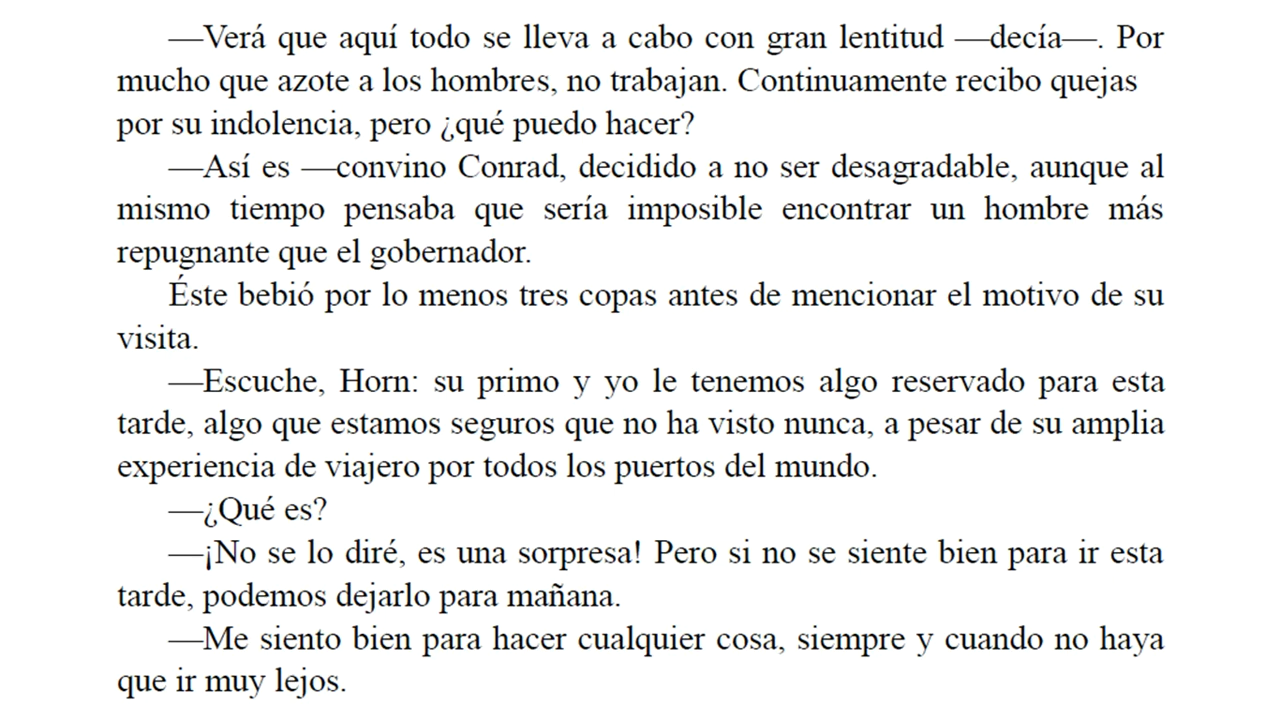 —Verá que aquí todo se lleva a cabo con gran lentitud —decía—. Por
mucho que azote a los hombres, no trabajan. Continuamente recibo quejas
por su indolencia, pero ¿qué puedo hacer?
—Así es —convino Conrad, decidido a no ser desagradable, aunque al
mismo tiempo pensaba que sería imposible encontrar un hombre más
repugnante que el gobernador.
Éste bebió por lo menos tres copas antes de mencionar el motivo de su
visita.
—Escuche, Horn: su primo y yo le tenemos algo reservado para esta
tarde, algo que estamos seguros que no ha visto nunca, a pesar de su amplia
experiencia de viajero por todos los puertos del mundo.
—¿Qué es?
—¡No se lo diré, es una sorpresa! Pero si no se siente bien para ir esta
tarde, podemos dejarlo para mañana.
—Me siento bien para hacer cualquier cosa, siempre y cuando no haya
que ir muy lejos.